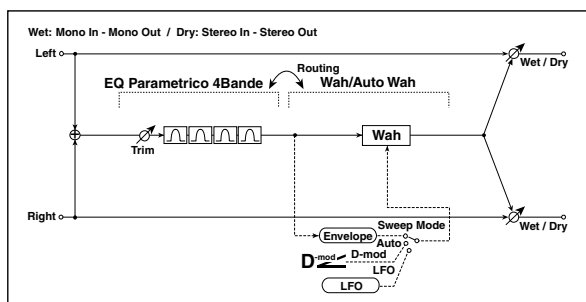 Wet: Mono In - Mono Out / Dry: Stereo In - Stereo Out
Left
Wet / Dry
Routing
EQ Parametrico 4Bande
Wah/Auto Wah
Trim
Wah
Right
Wet / Dry
Sweep Mode
Envelope
Auto
D-mod
D-mod
LFO
LFO